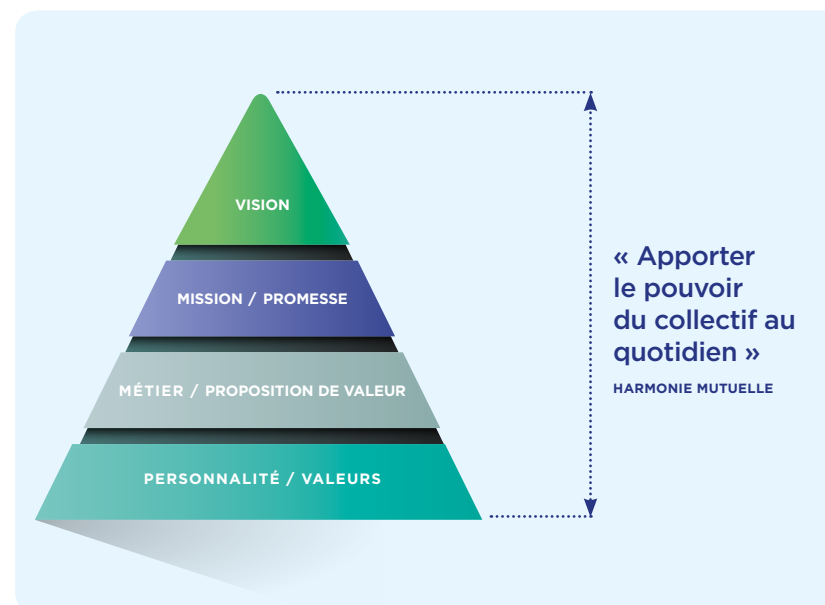 VISION
MISSION / PROMESSE
MÉTIER / PROPOSITION DE VALEUR
PERSONNALITÉ / VALEURS
« Apporter
le pouvoir
du collectif au
quotidien »
HARMONIE MUTUELLE